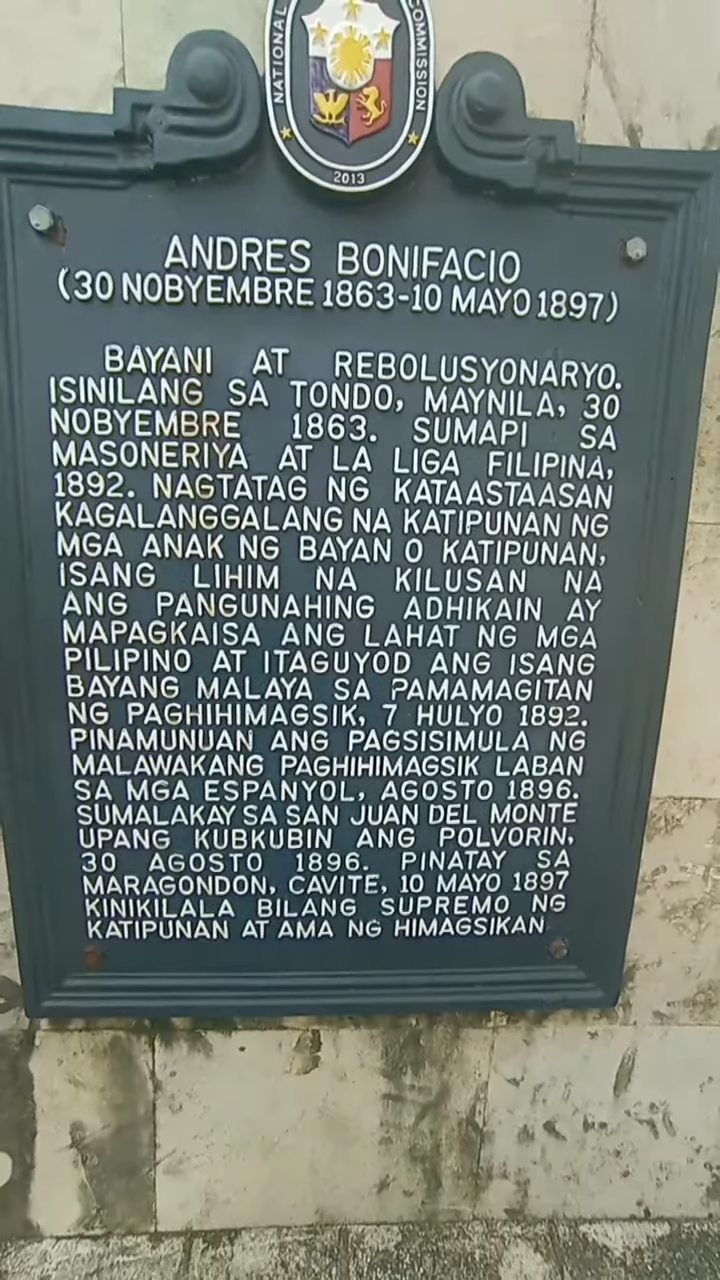 NATIONAL
COMMISSION
2013
ANDRES BONIFACIO
(30 NOBYEMBRE 1863-10 MAYO 1897)
BAYANI AT REBOLUSYONARYO.
ISINILANG SA TONDO, MAYNILA, 30
NOBYEMBRE 1863. SUMAPI SA
MASONERIYA AT LA LIGA FILIPINA,
1892. NAGTATAG NG KATAASTAASAN
KAGALANGGALANG NA KATIPUNAN NG
MGA ANAK NG BAYAN O KATIPUNAN,
ISANG LIHIM NA KILUSAN NA
ANG PANGUNAHING ADHIKAIN AY
MAPAGKAISA ANG LAHAT NG MGA
PILIPINO AT ITAGUYOD ANG ISANG
BAYANG MALAYA SA PAMAMAGITAN
NG PAGHIHIMAGSIK, 7 HULYO 1892.
PINAMUNUAN ANG PAGSISIMULA NG
MALAWAKANG PAGHIHIMAGSIK LABAN
SA MGA ESPANYOL, AGOSTO 1896.
SUMALAKAY SA SAN JUAN DEL MONTE
UPANG KUBKUBIN ANG POLVORIN,
30 AGOSTO 1896. PINATAY SA
MARAGONDON, CAVITE, 10 MAYO 1897
KINIKILALA BILANG SUPREMO NG
KATIPUNAN AT AMA NG HIMAGSIKAN